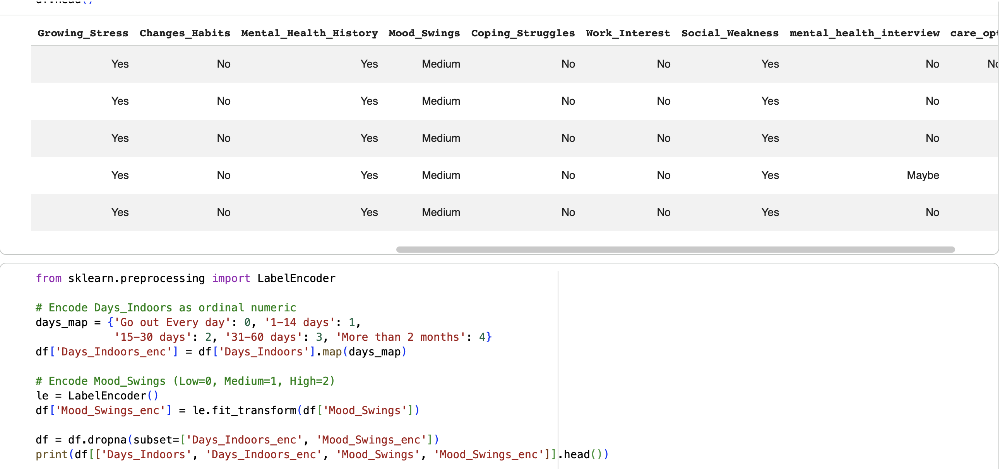 df.head()
Growing_Stress Changes_Habits Mental_Health_History Mood_Swings Coping_Struggles Work_Interest Social_Weakness mental_health_interview
Yes No Yes Medium No No Yes No
Yes No Yes Medium No No Yes No
Yes No Yes Medium No No Yes No
Yes No Yes Medium No No Yes Maybe
Yes No Yes Medium No No Yes No
from sklearn.preprocessing import LabelEncoder
# Encode Days_Indoors as ordinal numeric
days_map = {'Go out Every day': 0, '1-14 days': 1,
'15-30 days': 2, '31-60 days': 3, 'More than 2 months': 4}
df['Days_Indoors_enc'] = df['Days_Indoors'].map(days_map)
# Encode Mood_Swings (Low=0, Medium=1, High=2)
le = LabelEncoder()
df['Mood_Swings_enc'] = le.fit_transform(df['Mood_Swings'])
df = df.dropna(subset=['Days_Indoors_enc', 'Mood_Swings_enc'])
print(df[['Days_Indoors', 'Days_Indoors_enc', 'Mood_Swings', 'Mood_Swings_enc']].head())